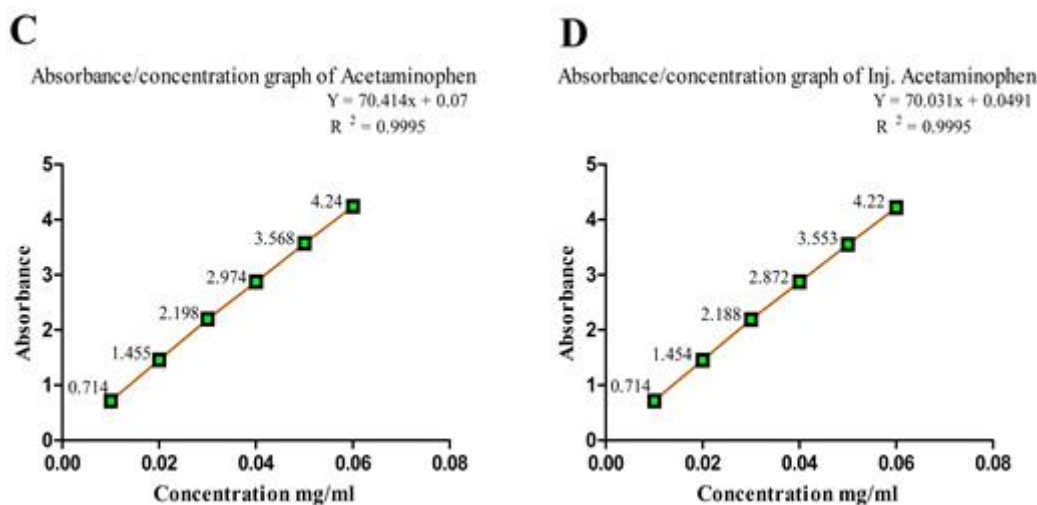 C
Absorbance/concentration graph of Acetaminophen
Y = 70.414x + 0.07
R ² = 0.9995
5
4
3
2
1
0
Absorbance
0.714
1.455
2.198
2.974
3.568
4.24
0.00 0.02 0.04 0.06 0.08
Concentration mg/ml
D
Absorbance/concentration graph of Inj. Acetaminophen
Y = 70.031x + 0.0491
R ² = 0.9995
5
4
3
2
1
0
Absorbance
0.714
1.454
2.188
2.872
3.553
4.22
0.00 0.02 0.04 0.06 0.08
Concentration mg/ml